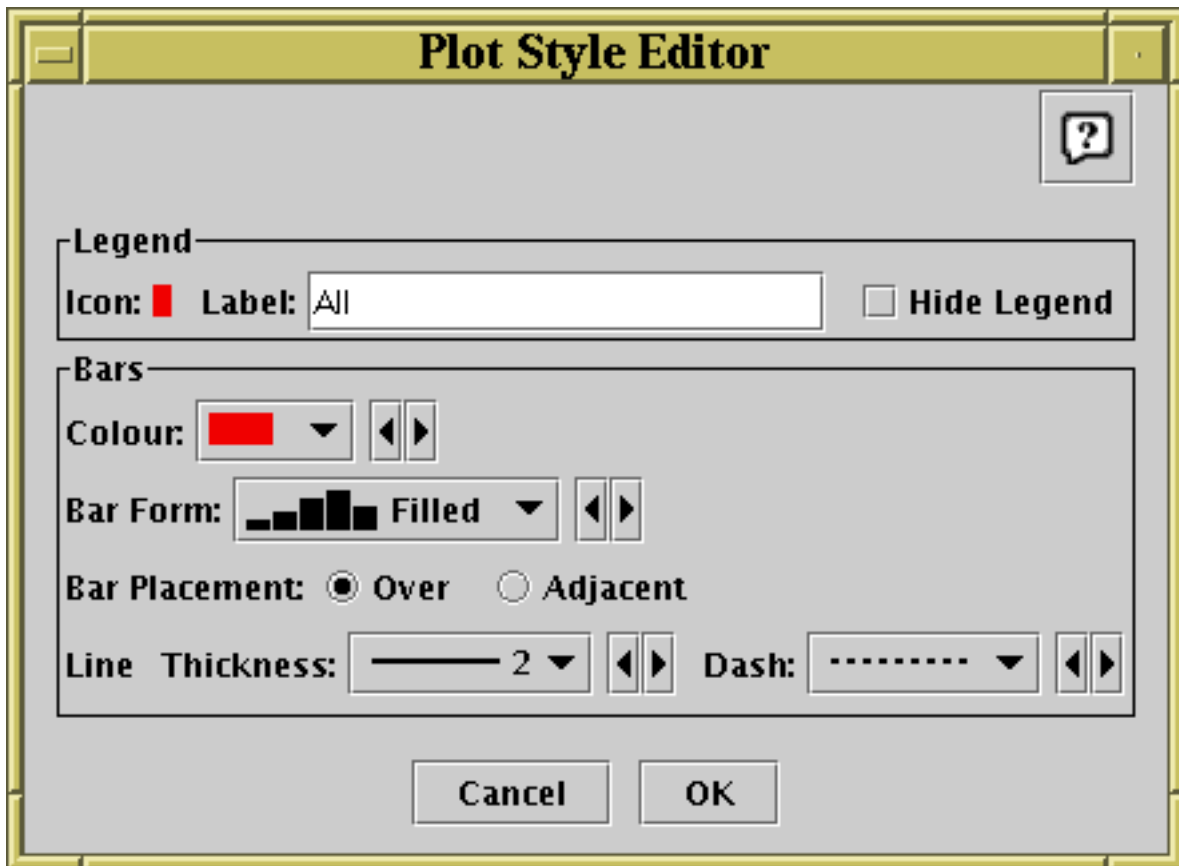 Plot Style Editor
?
Legend
Icon: Label: All Hide Legend
Bars
Colour:
Bar Form: Filled
Bar Placement: Over Adjacent
Line Thickness: 2 Dash:
Cancel OK